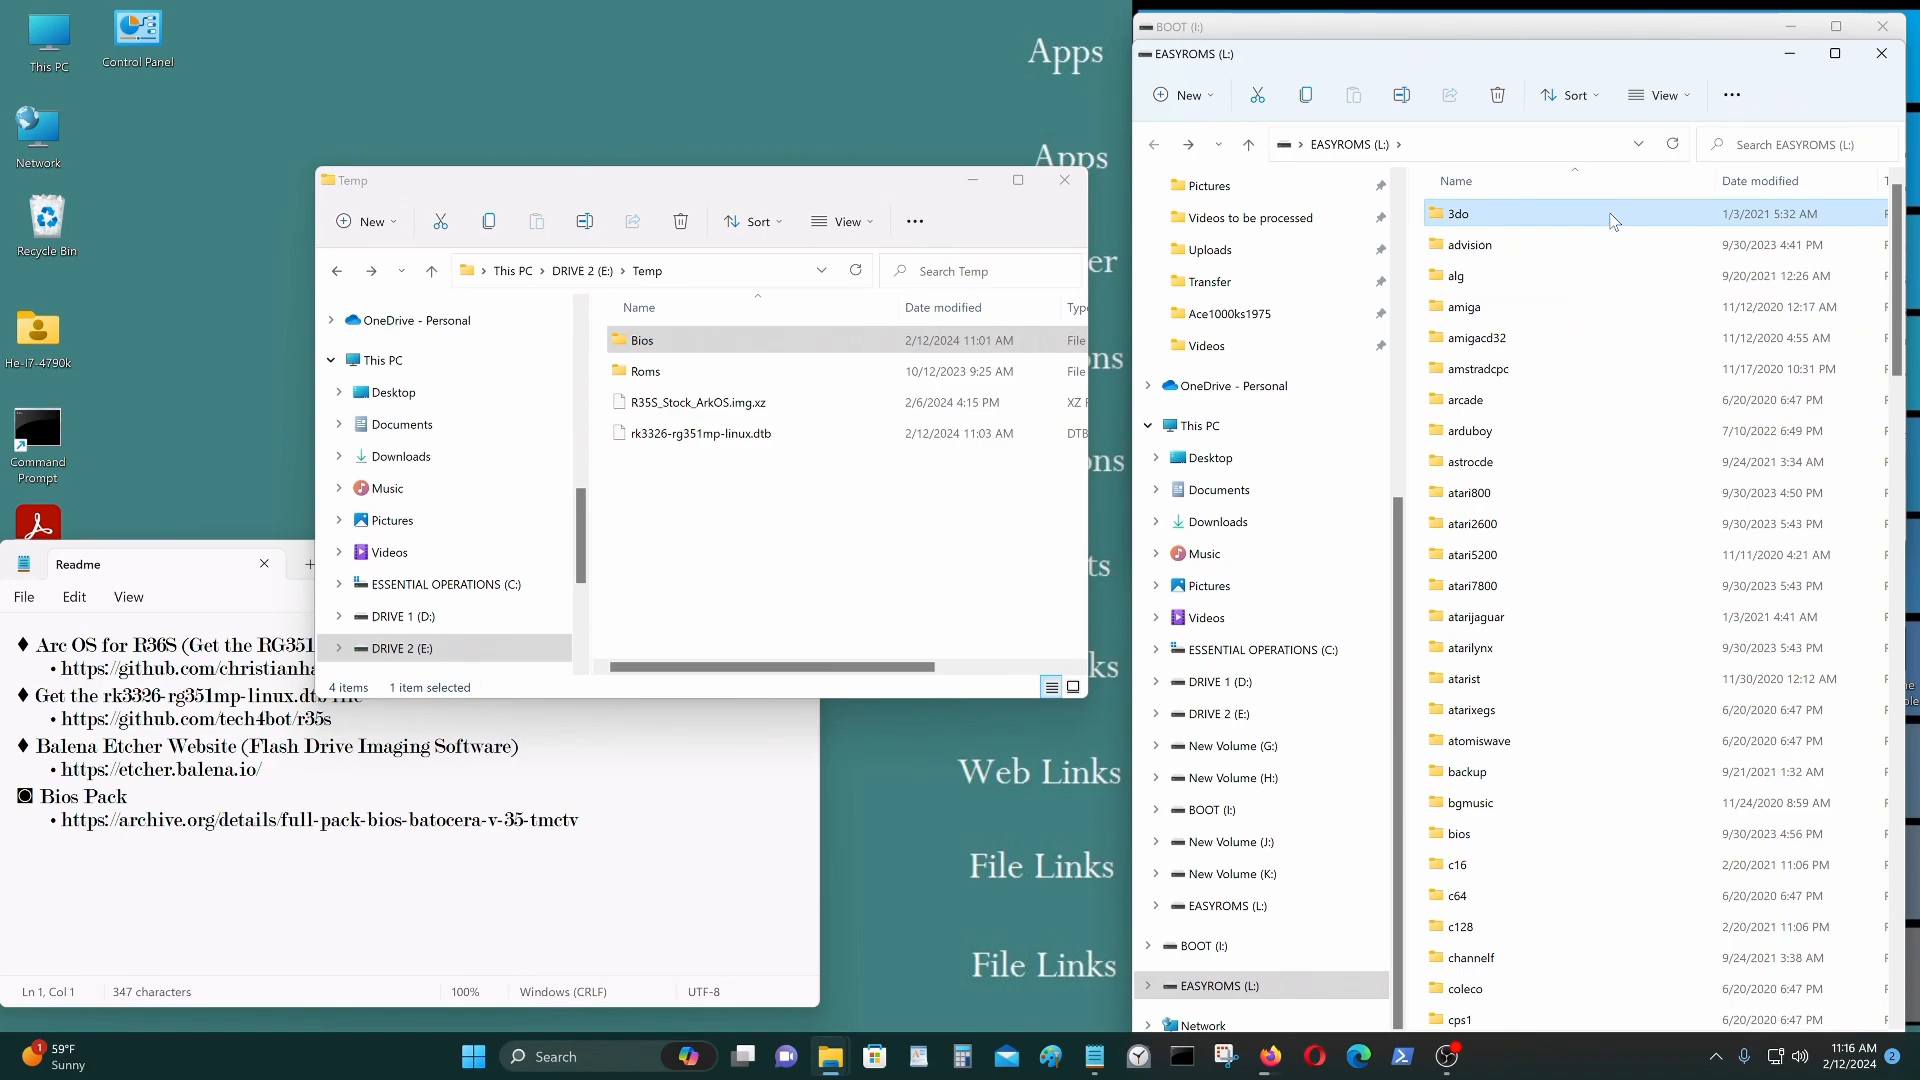 This PC
Control Panel
Network
Recycle Bin
He-I7-4790k
Command
Prompt
Apps
Apps
er
ons
ons
ts
ks
Web Links
File Links
File Links
Temp
New
Sort
View
This PC
DRIVE 2 (E:)
Temp
Search Temp
OneDrive - Personal
This PC
Desktop
Documents
Downloads
Music
Pictures
Videos
ESSENTIAL OPERATIONS (C:)
DRIVE 1 (D:)
DRIVE 2 (E:)
Name
Date modified
Type
Bios
2/12/2024 11:01 AM
File
Roms
10/12/2023 9:25 AM
File
R35S_Stock_ArkOS.img.xz
2/6/2024 4:15 PM
XZ F
rk3326-rg351mp-linux.dtb
2/12/2024 11:03 AM
DTB
4 items
1 item selected
Readme
File
Edit
View
♦ Arc OS for R36S (Get the RG351
• https://github.com/christianha
♦ Get the rk3326-rg351mp-linux.dtb file
• https://github.com/tech4bot/r35s
♦ Balena Etcher Website (Flash Drive Imaging Software)
• https://etcher.balena.io/
◙ Bios Pack
• https://archive.org/details/full-pack-bios-batocera-v-35-tmctv
Ln 1, Col 1
347 characters
100%
Windows (CRLF)
UTF-8
BOOT (I:)
EASYROMS (L:)
New
Sort
View
EASYROMS (L:)
Search EASYROMS (L:)
Pictures
Videos to be processed
Uploads
Transfer
Ace1000ks1975
Videos
OneDrive - Personal
This PC
Desktop
Documents
Downloads
Music
Pictures
Videos
ESSENTIAL OPERATIONS (C:)
DRIVE 1 (D:)
DRIVE 2 (E:)
New Volume (G:)
New Volume (H:)
BOOT (I:)
New Volume (J:)
New Volume (K:)
EASYROMS (L:)
BOOT (I:)
EASYROMS (L:)
Network
Name
Date modified
3do
1/3/2021 5:32 AM
advision
9/30/2023 4:41 PM
alg
9/20/2021 12:26 AM
amiga
11/12/2020 12:17 AM
amigacd32
11/12/2020 4:55 AM
amstradcpc
11/17/2020 10:31 PM
arcade
6/20/2020 6:47 PM
arduboy
7/10/2022 6:49 PM
astrocde
9/24/2021 3:34 AM
atari800
9/30/2023 4:50 PM
atari2600
9/30/2023 5:43 PM
atari5200
11/11/2020 4:21 AM
atari7800
9/30/2023 5:43 PM
atarijaguar
1/3/2021 4:41 AM
atarilynx
9/30/2023 5:43 PM
atarist
11/30/2020 12:12 AM
atarixegs
6/20/2020 6:47 PM
atomiswave
6/20/2020 6:47 PM
backup
9/21/2021 1:32 AM
bgmusic
11/24/2020 8:59 AM
bios
9/30/2023 4:56 PM
c16
2/20/2021 11:06 PM
c64
6/20/2020 6:47 PM
c128
2/20/2021 11:06 PM
channelf
9/24/2021 3:38 AM
coleco
6/20/2020 6:47 PM
cps1
6/20/2020 6:47 PM
1
59°F
Sunny
Search
11:16 AM
2/12/2024
2